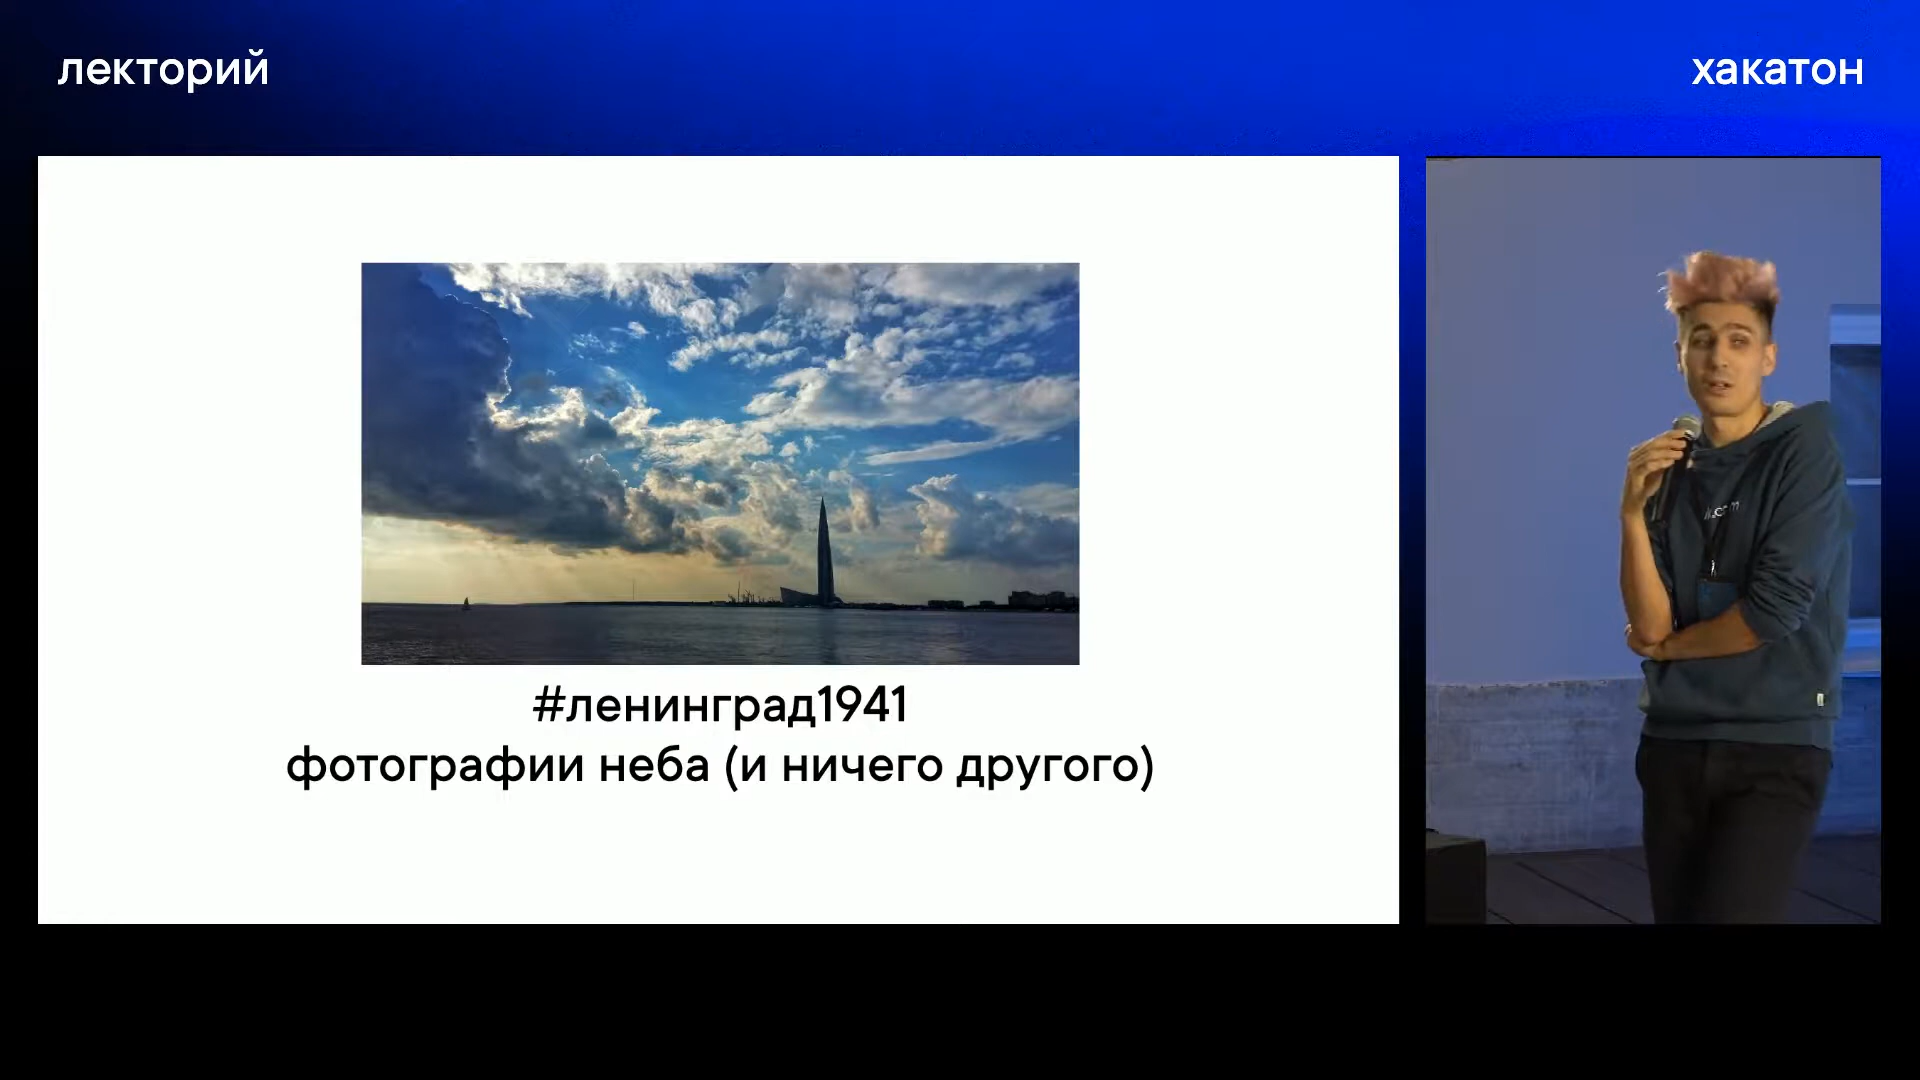 лекторий
хакатон
#ленинград1941
фотографии неба (и ничего другого)